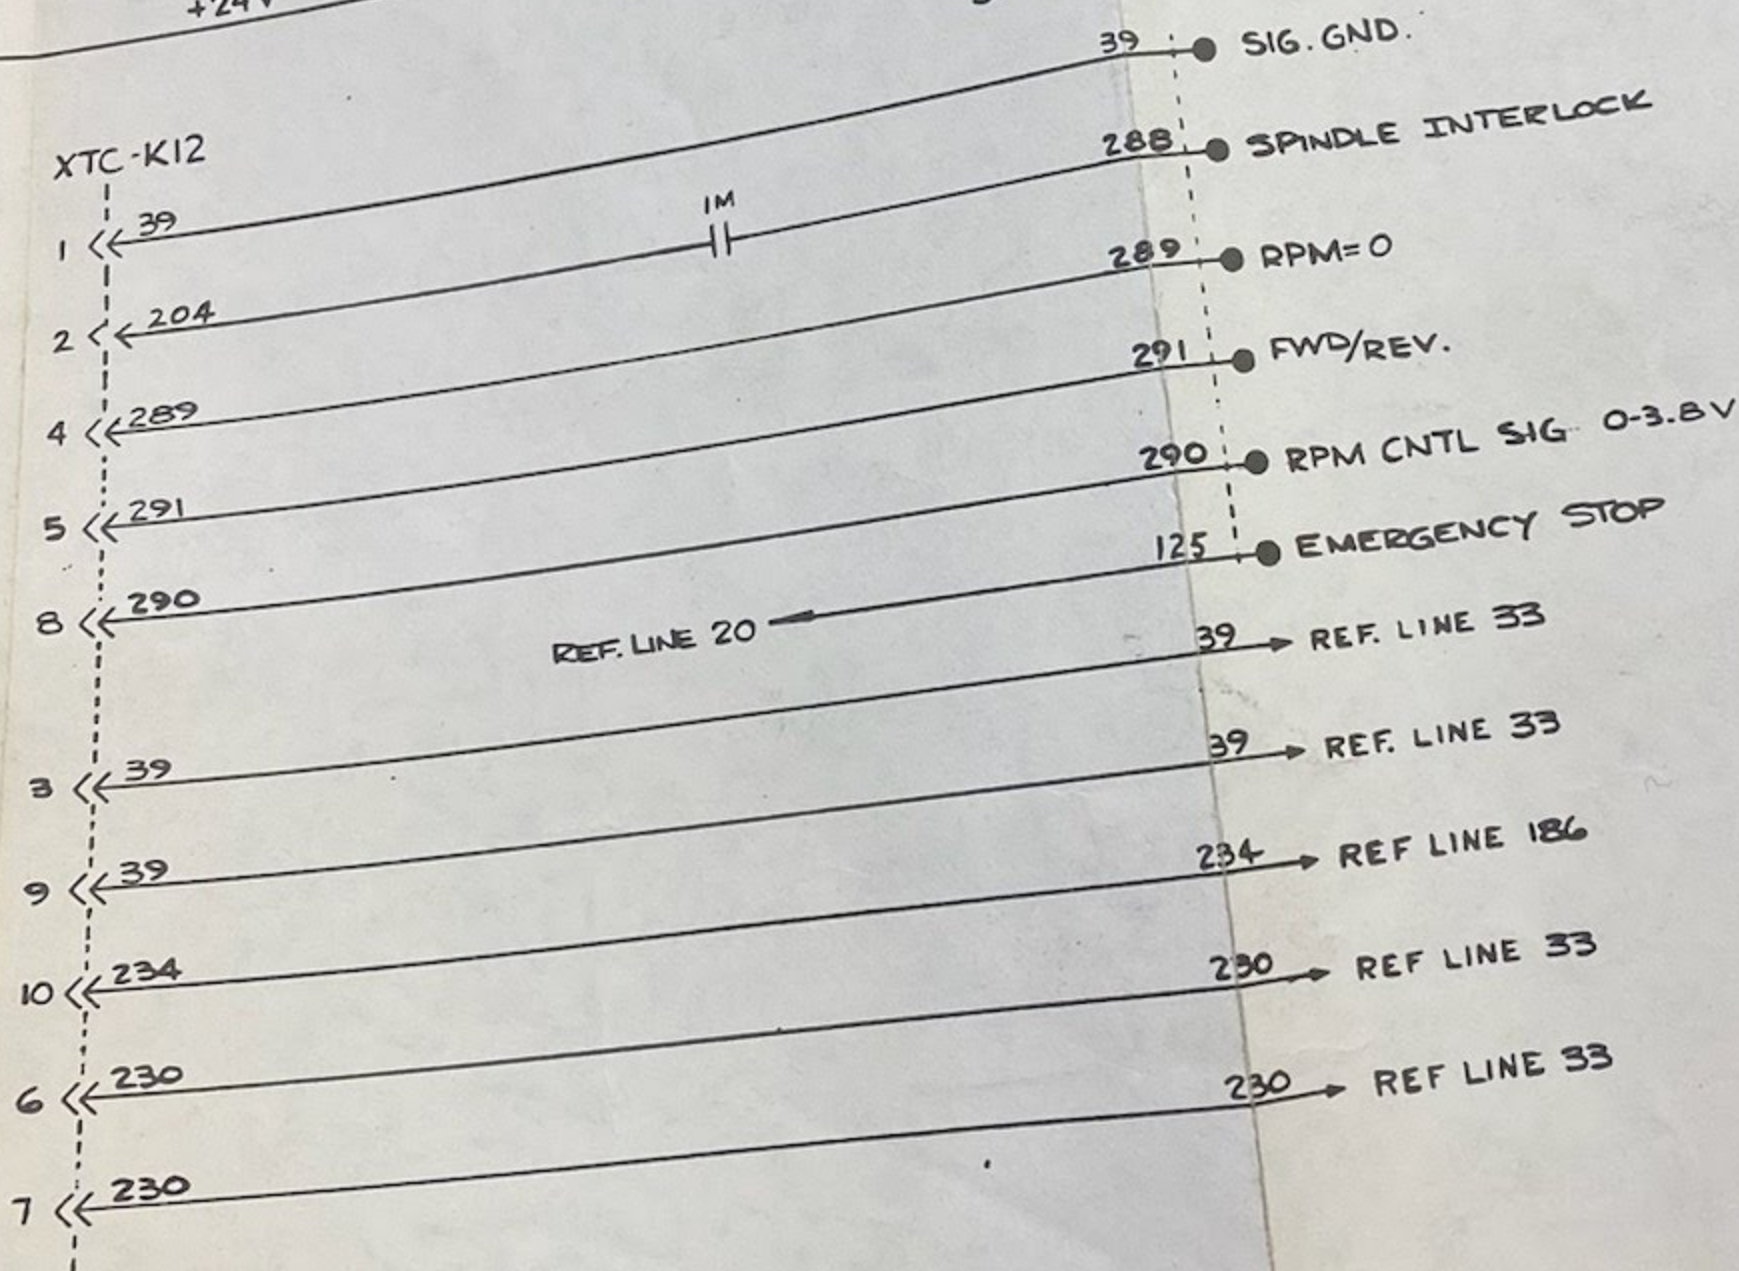 +24V
39 SIG. GND.
XTC-K12
1 39
1M
288 SPINDLE INTERLOCK
2 204
289 RPM=0
4 289
291 FWD/REV.
5 291
290 RPM CNTL SIG 0-3.8V
8 290
125 EMERGENCY STOP
REF. LINE 20
39 REF. LINE 33
3 39
39 REF. LINE 33
9 39
234 REF LINE 186
10 234
230 REF LINE 33
6 230
230 REF LINE 33
7 230